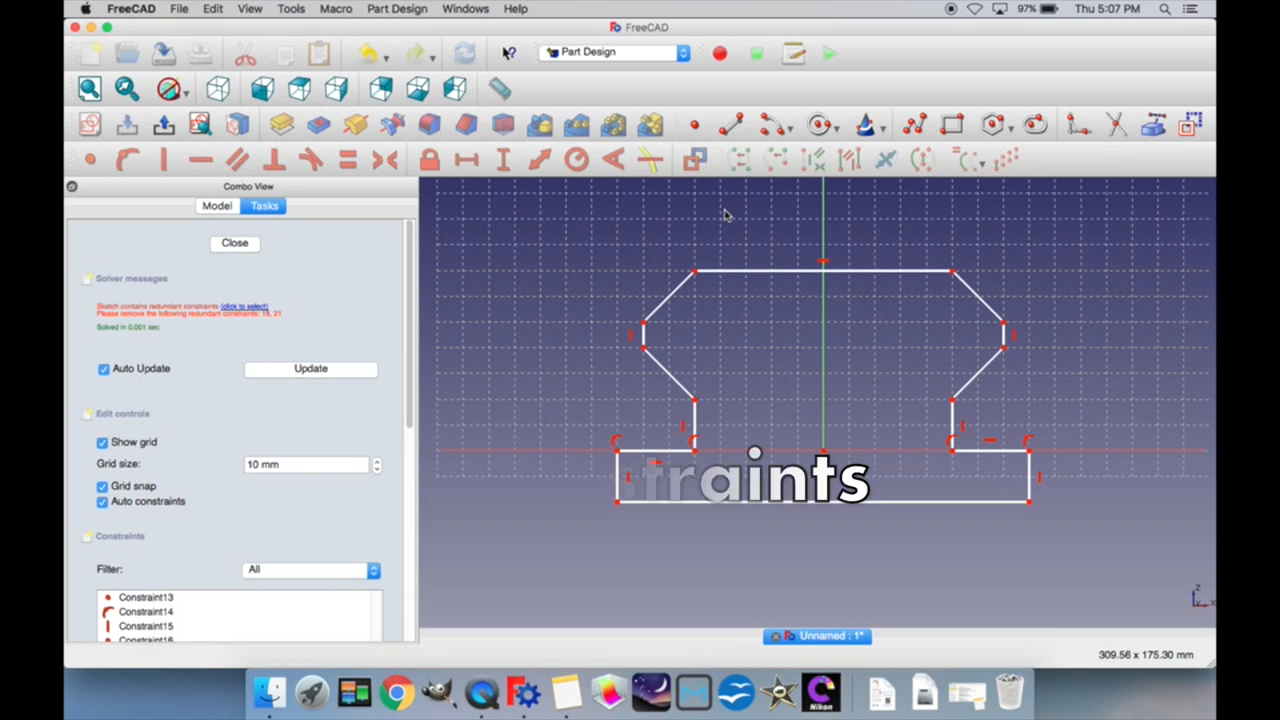 FreeCAD File Edit View Tools Macro Part Design Windows Help 97% Thu 5:07 PM
FreeCAD
Part Design
Combo View
Model Tasks
Close
Solver messages
Sketch contains redundant constraints (click to select)
Please remove the following redundant constraints: 18, 21
Solved in 0.001 sec
Auto Update Update
Edit controls
Show grid
Grid size: 10 mm
Grid snap
Auto constraints
straints
Constraints
Filter: All
Constraint13
Constraint14
Constraint15
Constraint16
Z
X
Unnamed : 1*
309.56 x 175.30 mm
Nikon